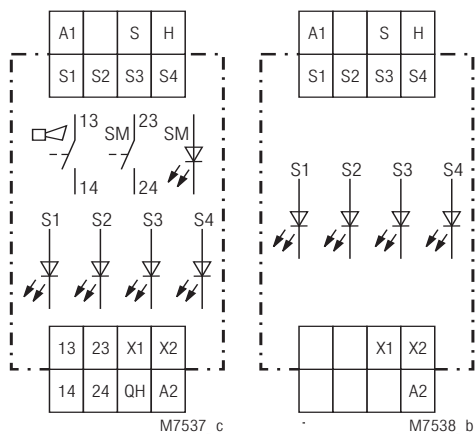 A1 S H
S1 S2 S3 S4
13 SM 23 SM
14 24
S1 S2 S3 S4
13 23 X1 X2
14 24 QH A2
M7537 c
A1 S H
S1 S2 S3 S4
S1 S2 S3 S4
X1 X2
A2
M7538 b